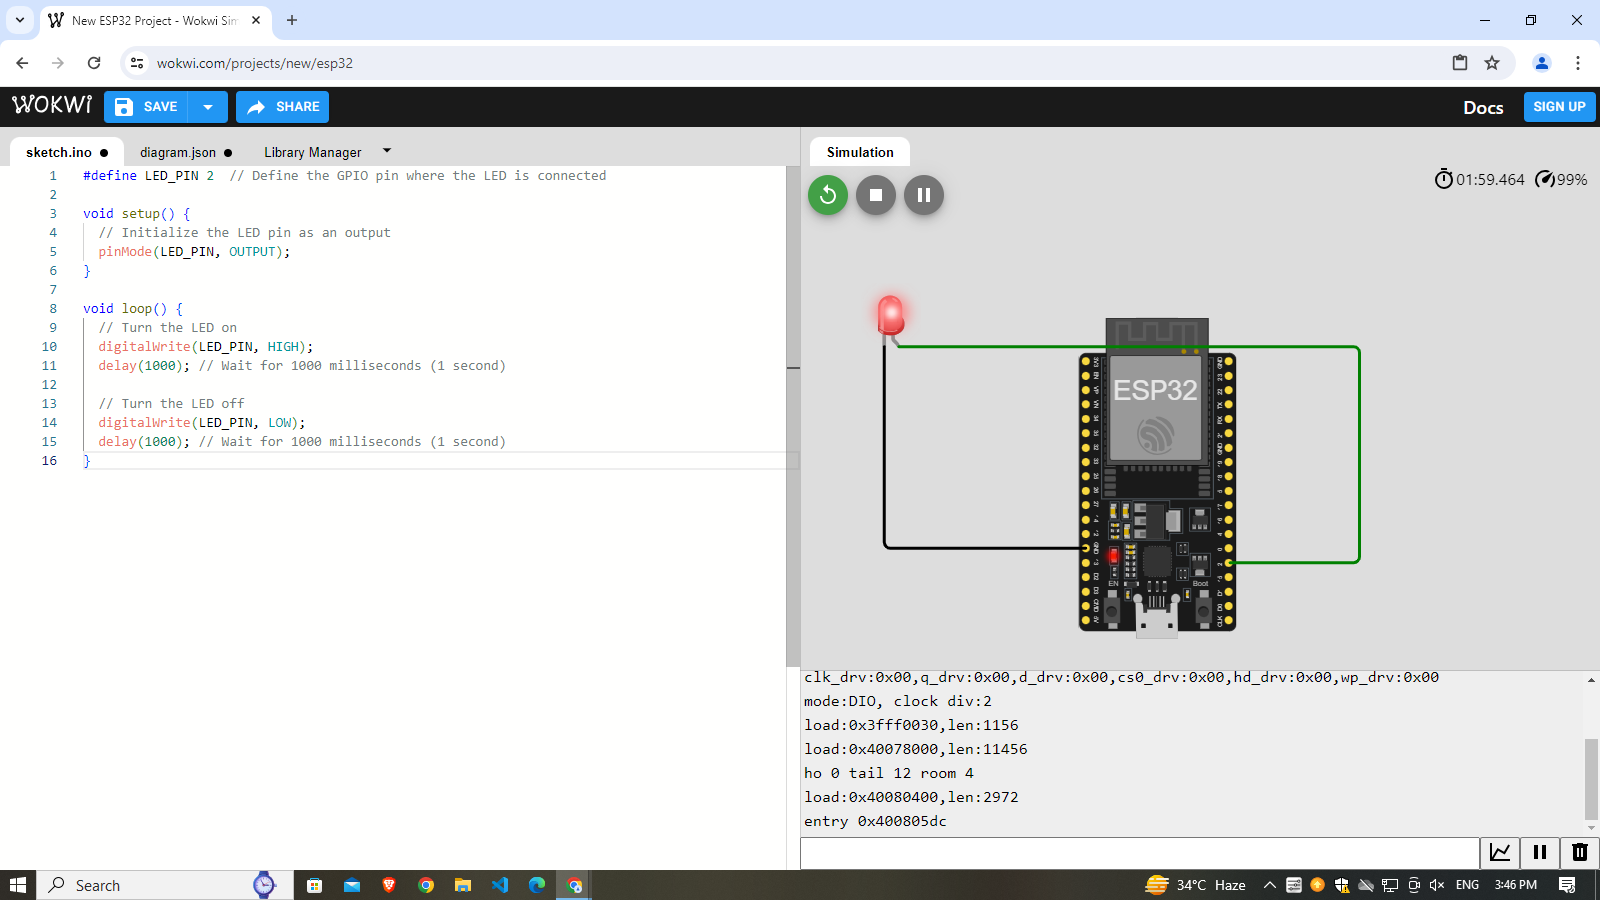 New ESP32 Project - Wokwi Sim
wokwi.com/projects/new/esp32
WOKWI
SAVE
SHARE
Docs
SIGN UP
sketch.ino
diagram.json
Library Manager
Simulation
01:59.464
99%
1 #define LED_PIN 2  // Define the GPIO pin where the LED is connected
2
3 void setup() {
4 // Initialize the LED pin as an output
5 pinMode(LED_PIN, OUTPUT);
6 }
7
8 void loop() {
9 // Turn the LED on
10 digitalWrite(LED_PIN, HIGH);
11 delay(1000); // Wait for 1000 milliseconds (1 second)
12
13 // Turn the LED off
14 digitalWrite(LED_PIN, LOW);
15 delay(1000); // Wait for 1000 milliseconds (1 second)
16 }
ESP32
EN
Boot
clk_drv:0x00,q_drv:0x00,d_drv:0x00,cs0_drv:0x00,hd_drv:0x00,wp_drv:0x00
mode:DIO, clock div:2
load:0x3fff0030,len:1156
load:0x40078000,len:11456
ho 0 tail 12 room 4
load:0x40080400,len:2972
entry 0x400805dc
Search
34°C Haze
ENG
3:46 PM